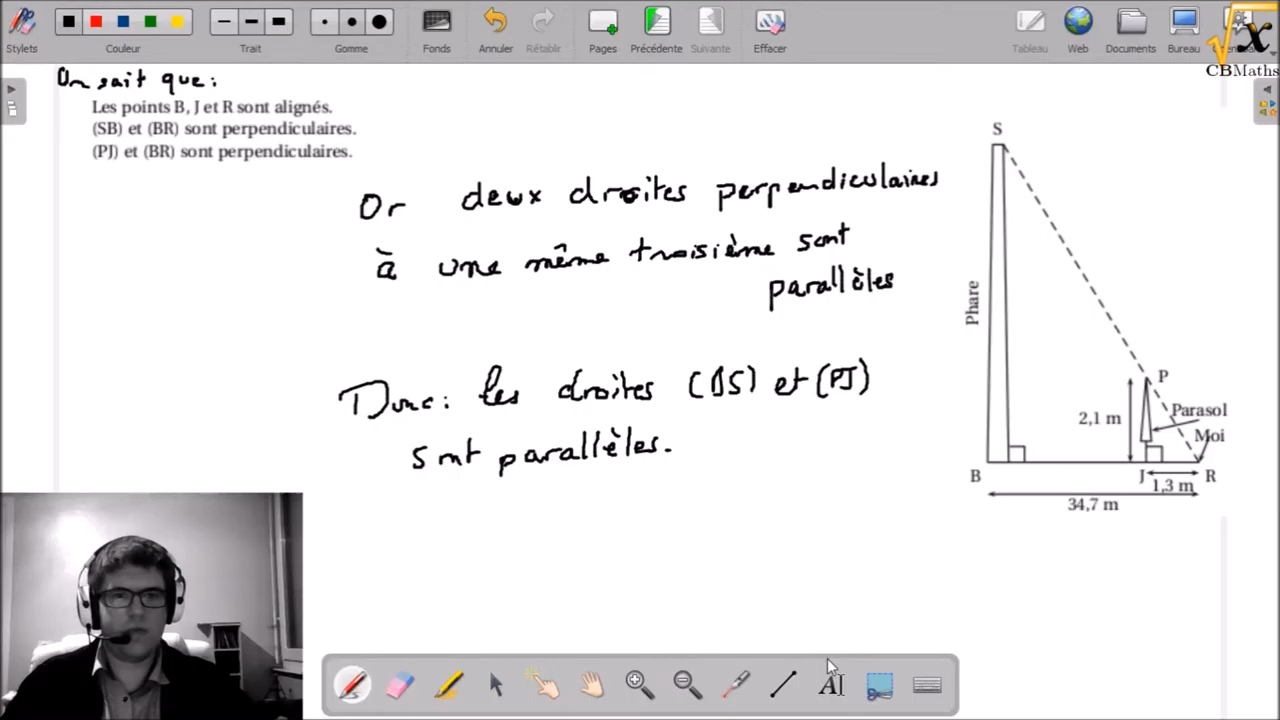 Stylets
Couleur
Trait
Gomme
Fonds
Annuler
Rétablir
Pages
Précédente
Suivante
Effacer
Tableau
Web
Documents
Bureau
x
CBMaths
On sait que:
Les points B, J et R sont alignés.
(SB) et (BR) sont perpendiculaires.
(PJ) et (BR) sont perpendiculaires.
Or deux droites perpendiculaires
à une même troisième sont
parallèles
Donc: les droites (BS) et (PJ)
sont parallèles.
S
Phare
P
2,1 m
Parasol
Moi
B
J
R
1,3 m
34,7 m
AI